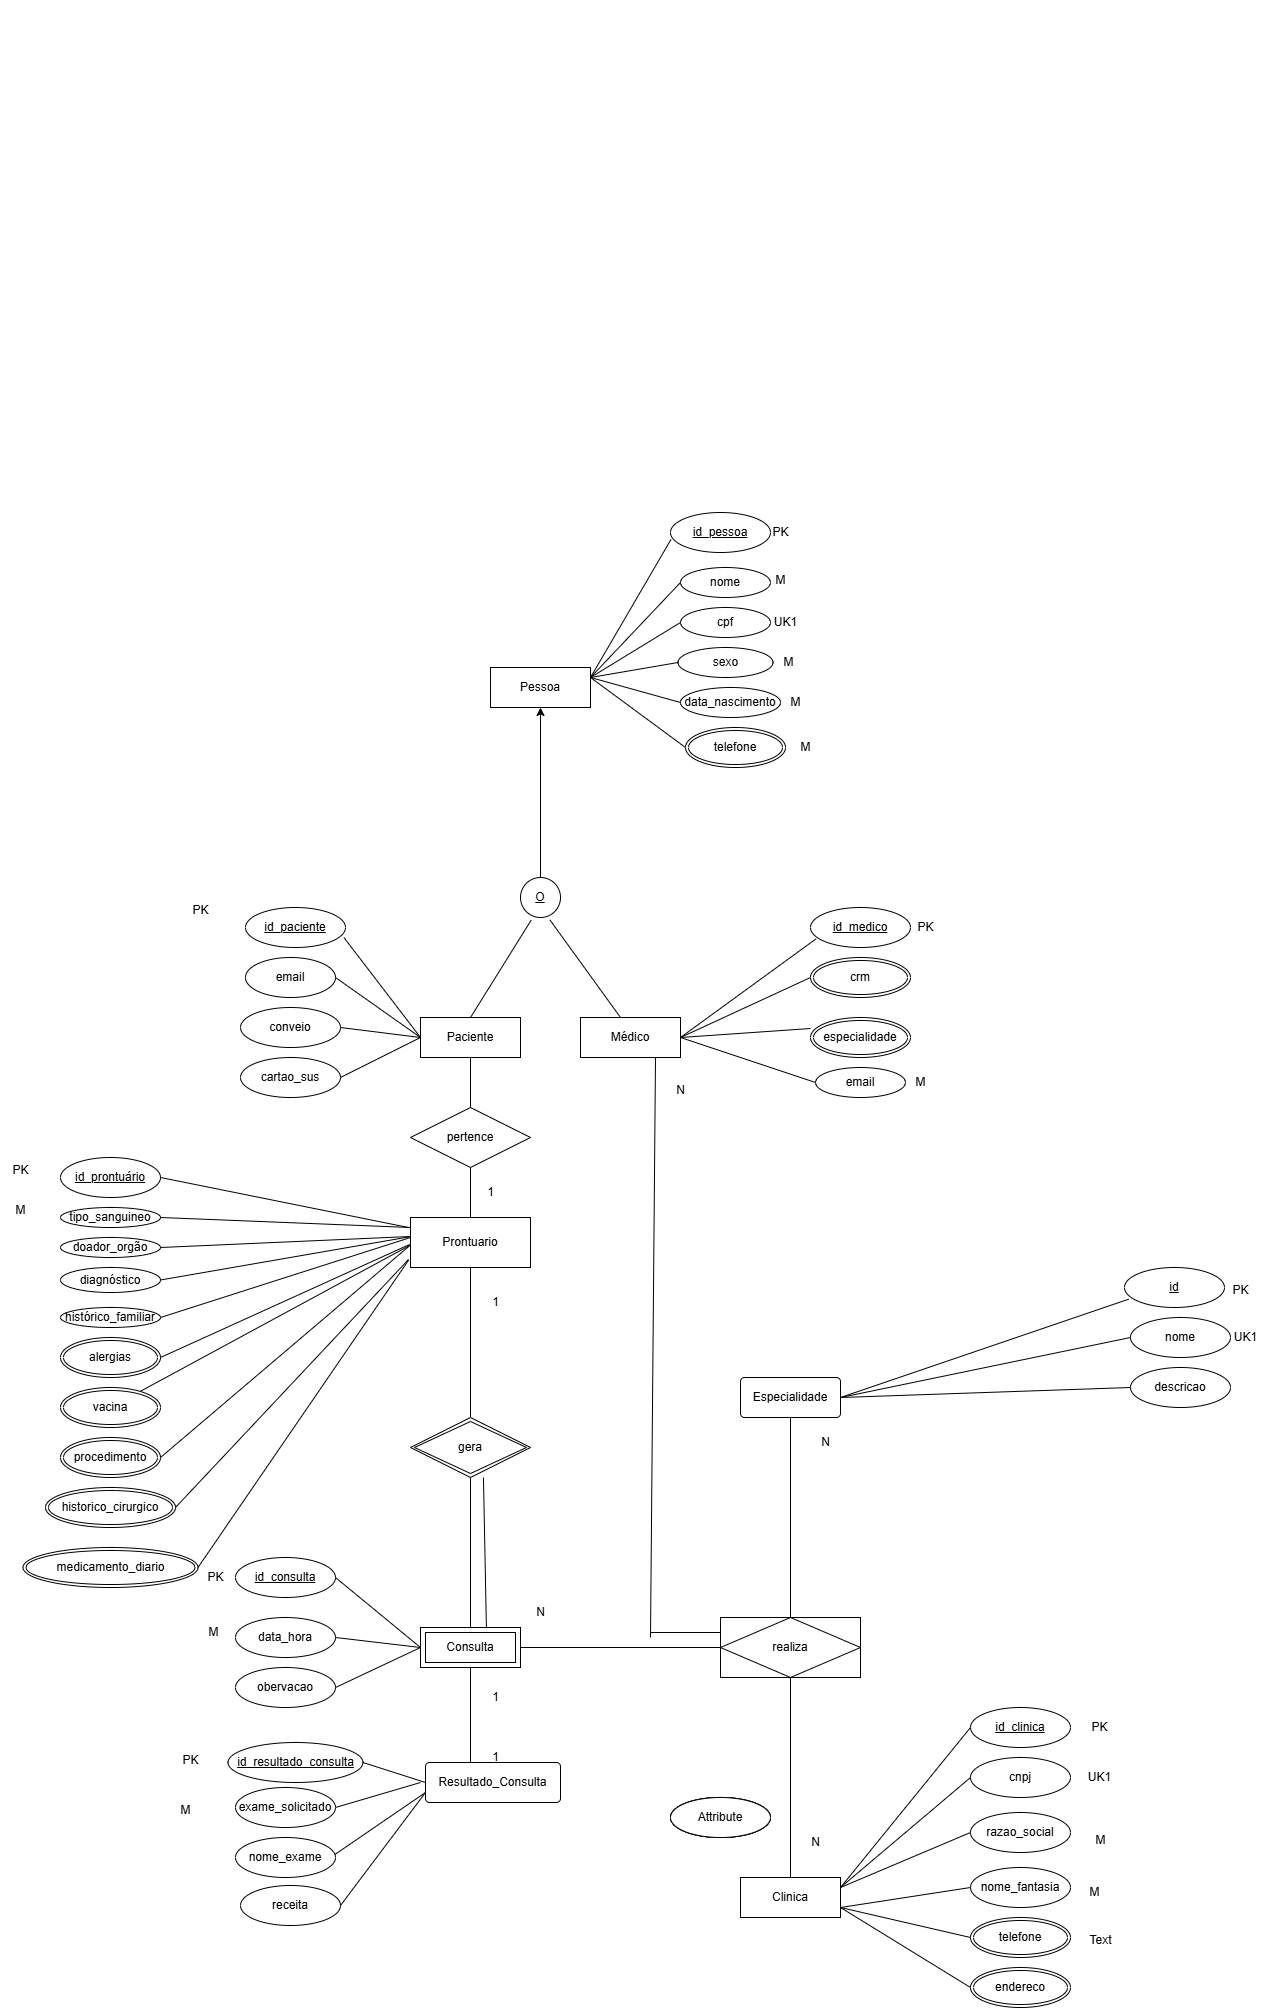 id_pessoa
PK
nome
M
cpf
UK1
sexo
M
Pessoa
data_nascimento
M
telefone
M
O
PK
id_paciente
id_medico
PK
email
crm
conveio
Paciente
Médico
especialidade
cartao_sus
email
M
N
pertence
PK
id_prontuário
1
M
tipo_sanguineo
doador_orgão
Prontuario
diagnóstico
id
PK
1
histórico_familiar
nome
UK1
alergias
descricao
Especialidade
vacina
N
gera
procedimento
historico_cirurgico
medicamento_diario
PK
id_consulta
N
M
data_hora
Consulta
realiza
obervacao
1
id_clinica
PK
PK
id_resultado_consulta
1
Resultado_Consulta
cnpj
UK1
M
exame_solicitado
Attribute
razao_social
M
N
nome_exame
nome_fantasia
M
receita
Clinica
telefone
Text
endereco